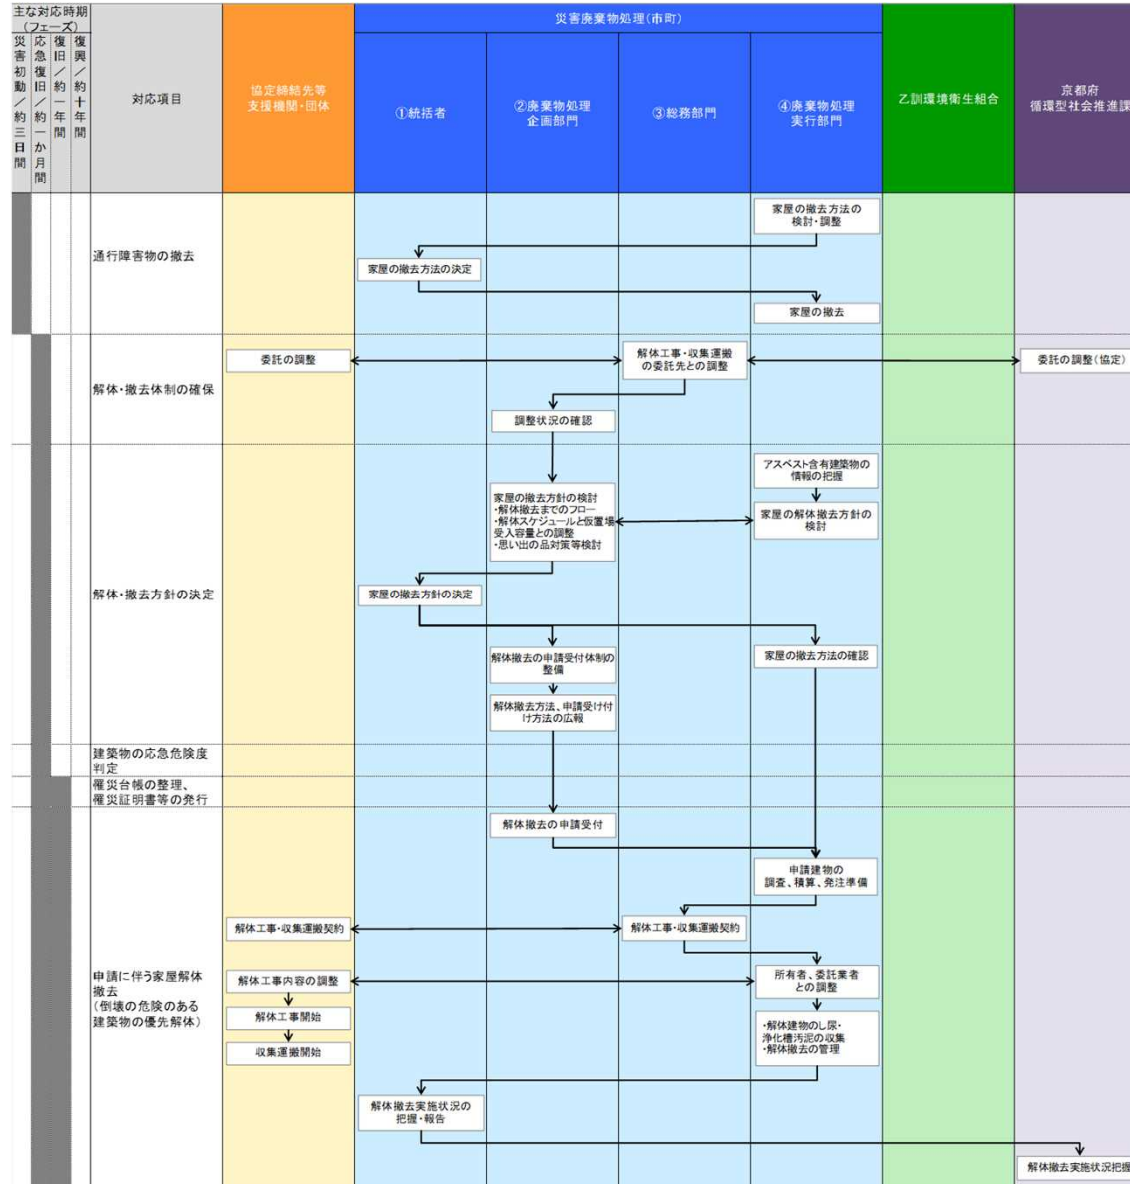 主な対応時期
(フェーズ)
災害初動/約三日間
応急復旧/約一か月間
復旧/約一年間
復興/約十年間
対応項目
協定締結先等
支援機関・団体
災害廃棄物処理(市町)
①統括者
②廃棄物処理
企画部門
③総務部門
④廃棄物処理
実行部門
乙訓環境衛生組合
京都府
循環型社会推進課
通行障害物の撤去
家屋の撤去方法の
検討・調整
家屋の撤去方法の決定
家屋の撤去
解体・撤去体制の確保
委託の調整
解体工事・収集運搬
の委託先との調整
委託の調整(協定)
調整状況の確認
解体・撤去方針の決定
アスベスト含有建築物の
情報の把握
家屋の撤去方針の検討
・解体撤去までのフロー
・解体スケジュールと仮置場
受入容量との調整
・思い出の品対策等検討
家屋の解体撤去方針の
検討
家屋の撤去方針の決定
解体撤去の申請受付体制の
整備
家屋の撤去方法の確認
解体撤去方法、申請受け付
け方法の広報
建築物の応急危険度
判定
罹災台帳の整理、
罹災証明書等の発行
解体撤去の申請受付
申請に伴う家屋解体
撤去
(倒壊の危険のある
建築物の優先解体)
申請建物の
調査、積算、発注準備
解体工事・収集運搬契約
解体工事・収集運搬契約
解体工事内容の調整
所有者、委託業者
との調整
解体工事開始
収集運搬開始
・解体建物のし尿・
浄化槽汚泥の収集
・解体撤去の管理
解体撤去実施状況の
把握・報告
解体撤去実施状況把握